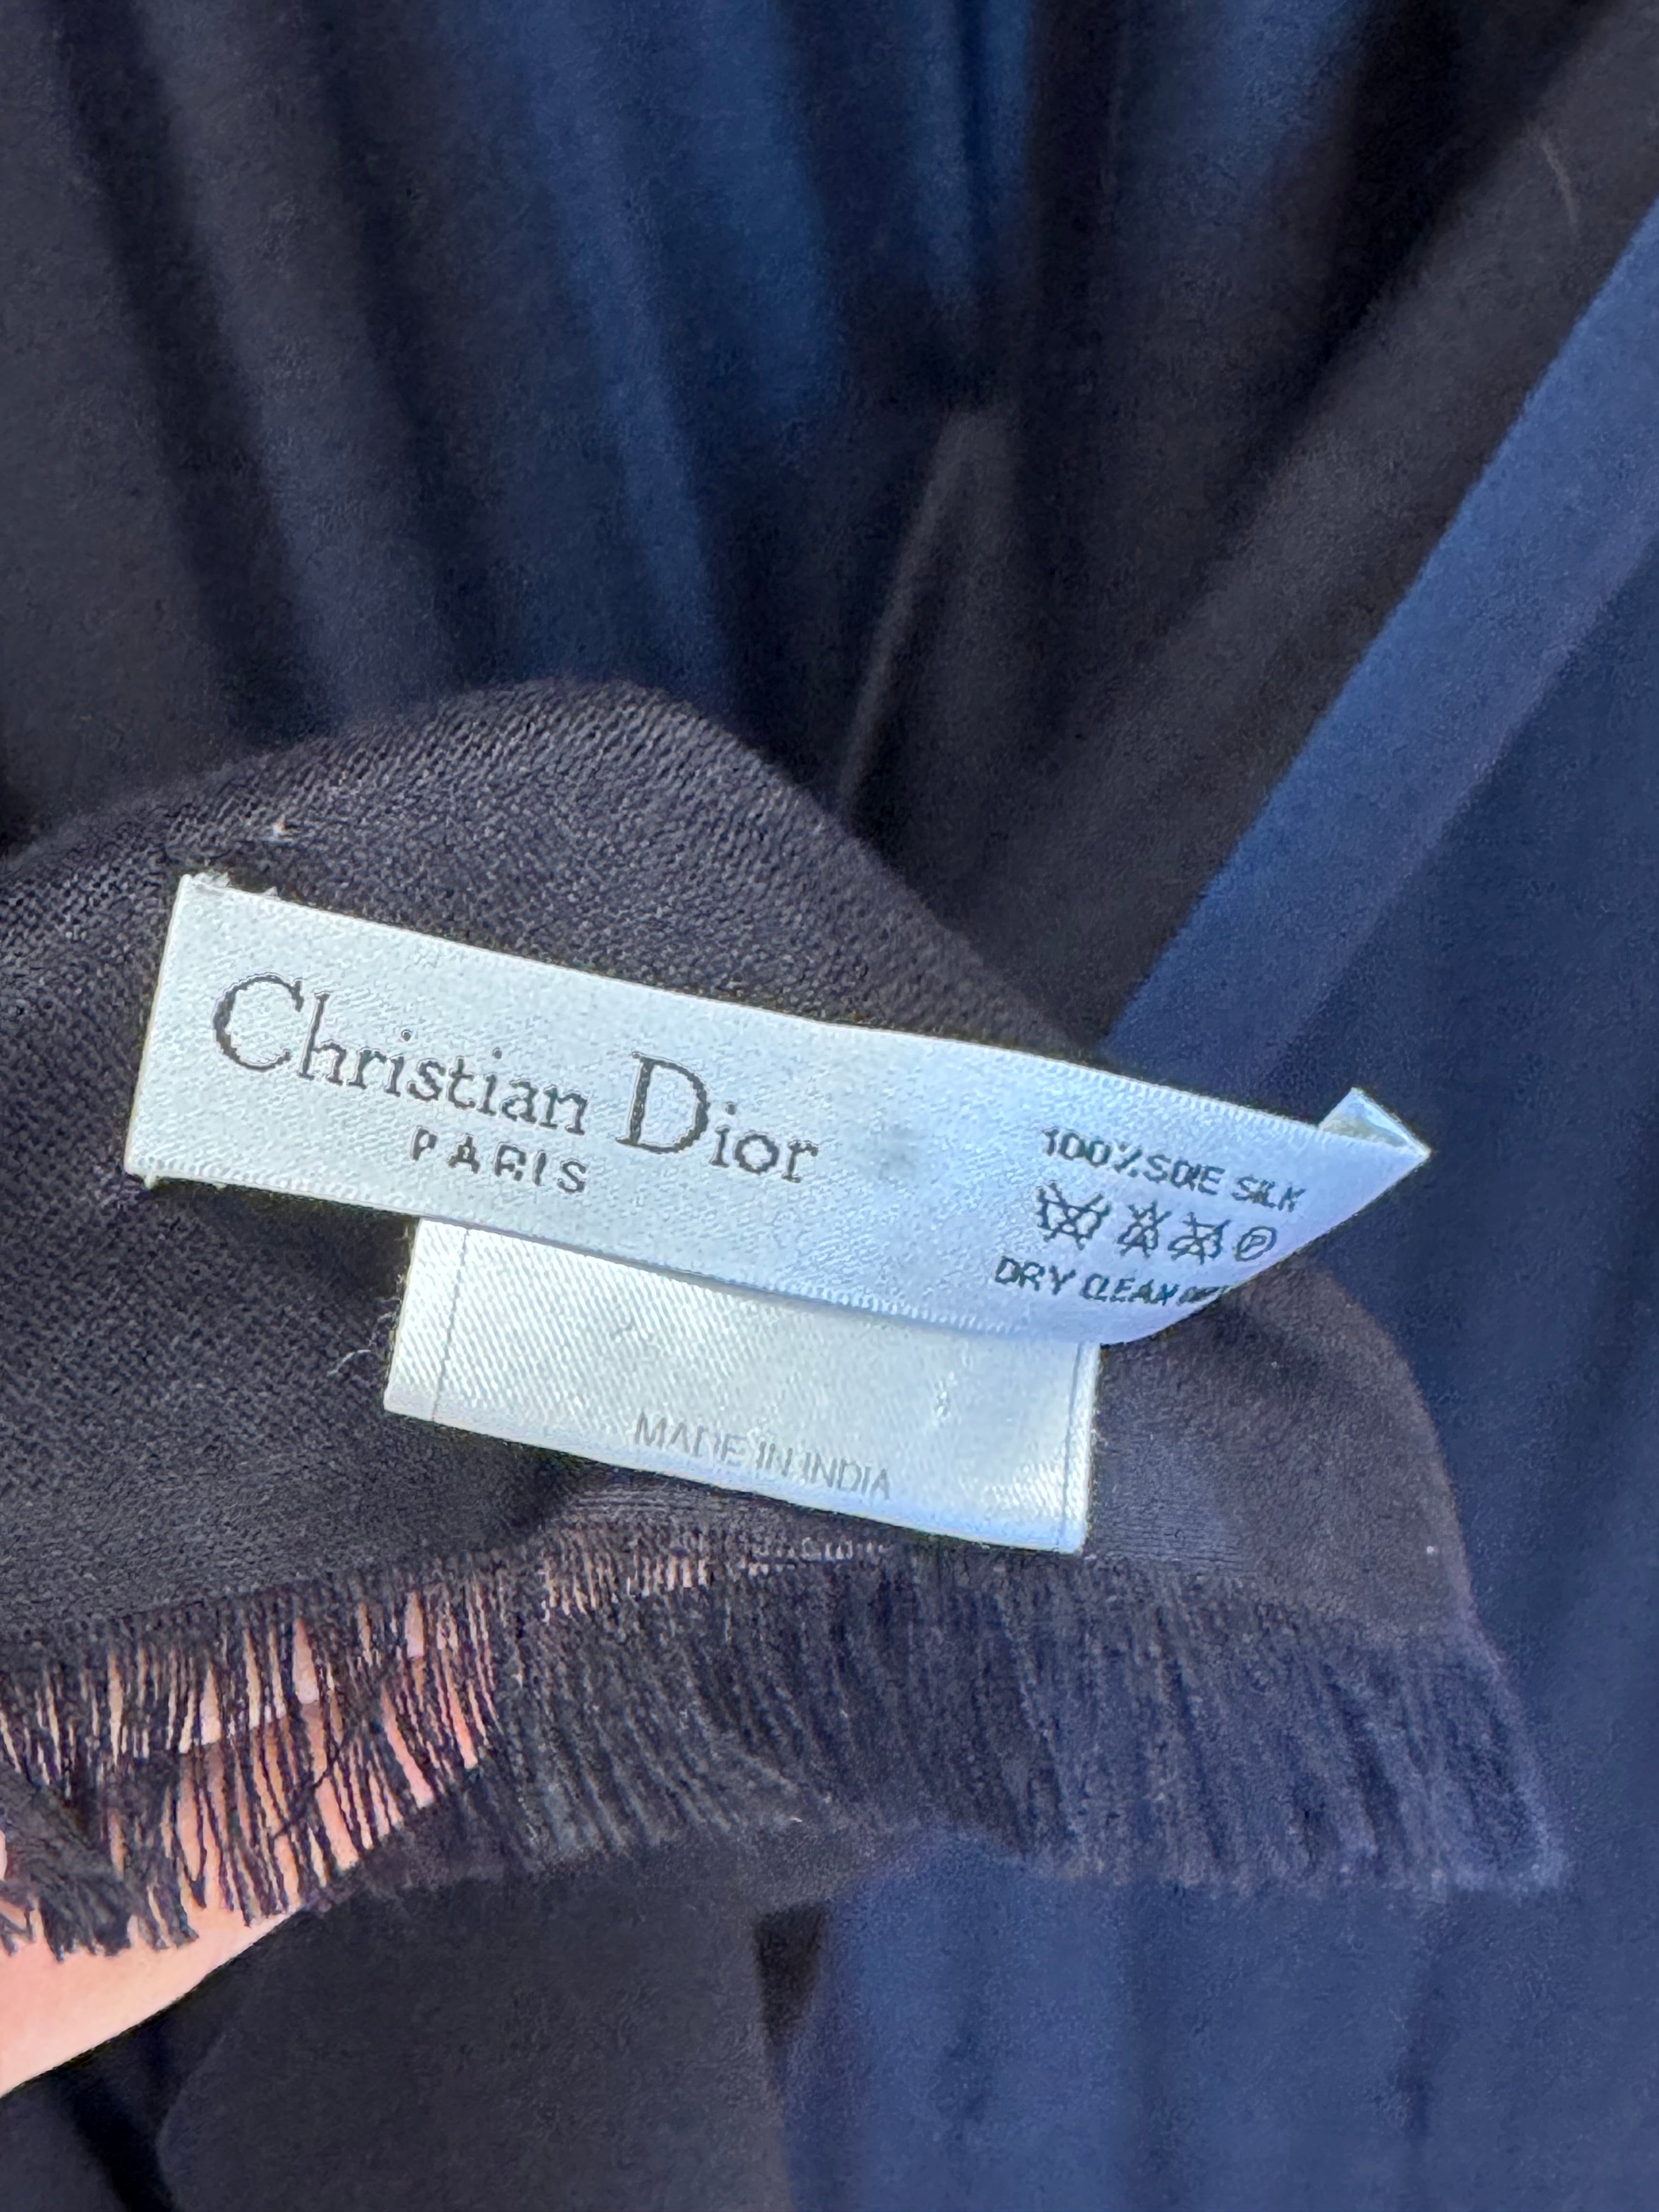 Christian Dior
PARIS
100% SOIE SILK
DRY CLEAN
MADE IN INDIA